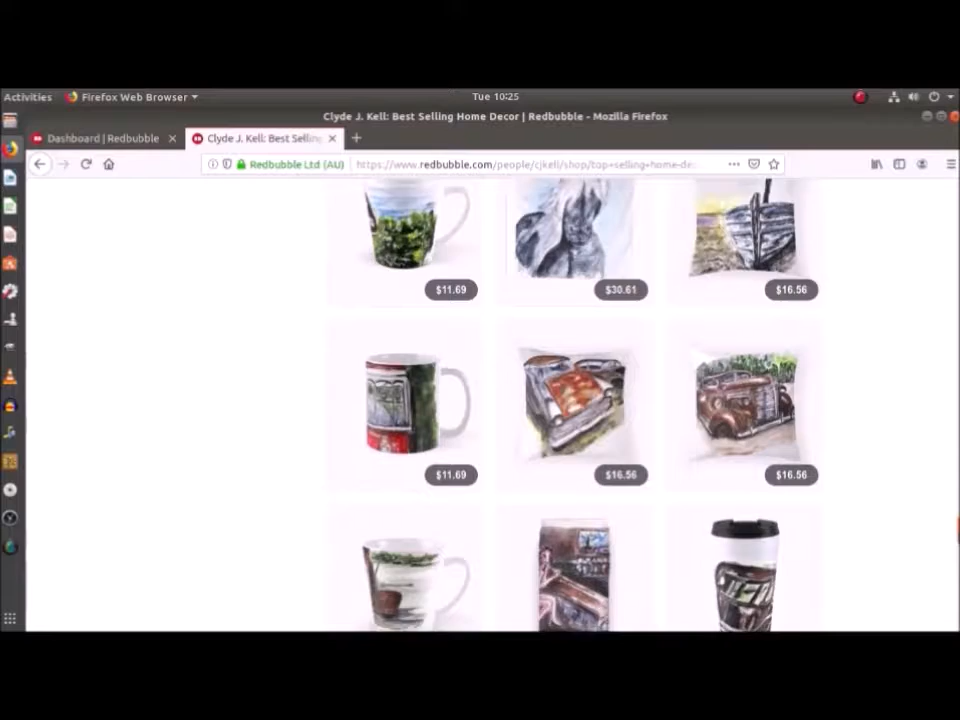 Activities Firefox Web Browser Tue 10:25
Clyde J. Kell: Best Selling Home Decor | Redbubble - Mozilla Firefox
Dashboard | Redbubble Clyde J. Kell: Best Selling
Redbubble Ltd (AU) https://www.redbubble.com/people/cjkell/shop/top+selling+home-de
$11.69 $30.61 $16.56
$11.69 $16.56 $16.56